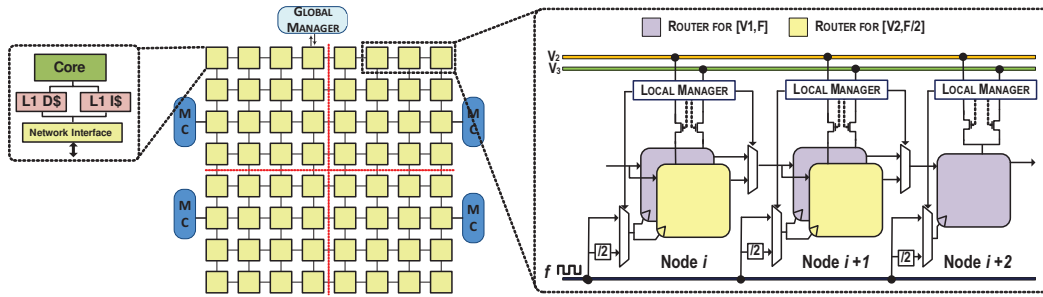 GLOBAL
MANAGER
ROUTER FOR [V1,F]
ROUTER FOR [V2,F/2]
Core
L1 D$
L1 I$
Network Interface
M
C
M
C
M
C
M
C
V2
V3
LOCAL MANAGER
LOCAL MANAGER
LOCAL MANAGER
/2
/2
/2
Node i
Node i+1
Node i+2
f